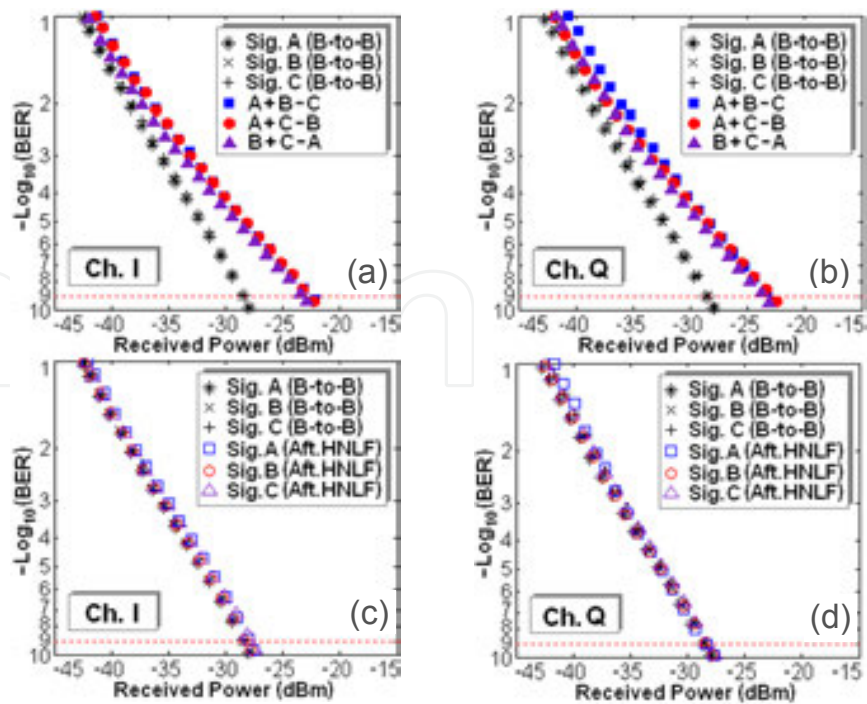 1
2
3
4
5
6
7
8
9
10
-Log10(BER)
Sig. A (B-to-B)
Sig. B (B-to-B)
Sig. C (B-to-B)
A+B-C
A+C-B
B+C-A
Ch. I
(a)
-45 -40 -35 -30 -25 -20 -15
Received Power (dBm)
1
2
3
4
5
6
7
8
9
10
-Log10(BER)
Sig. A (B-to-B)
Sig. B (B-to-B)
Sig. C (B-to-B)
A+B-C
A+C-B
B+C-A
Ch. Q
(b)
-45 -40 -35 -30 -25 -20 -15
Received Power (dBm)
1
2
3
4
5
6
7
8
9
10
-Log10(BER)
Sig. A (B-to-B)
Sig. B (B-to-B)
Sig. C (B-to-B)
Sig.A (Aft.HNLF)
Sig.B (Aft.HNLF)
Sig.C (Aft.HNLF)
Ch. I
(c)
-45 -40 -35 -30 -25 -20 -15
Received Power (dBm)
1
2
3
4
5
6
7
8
9
10
-Log10(BER)
Sig. A (B-to-B)
Sig. B (B-to-B)
Sig. C (B-to-B)
Sig.A (Aft.HNLF)
Sig.B (Aft.HNLF)
Sig.C (Aft.HNLF)
Ch. Q
(d)
-45 -40 -35 -30 -25 -20 -15
Received Power (dBm)